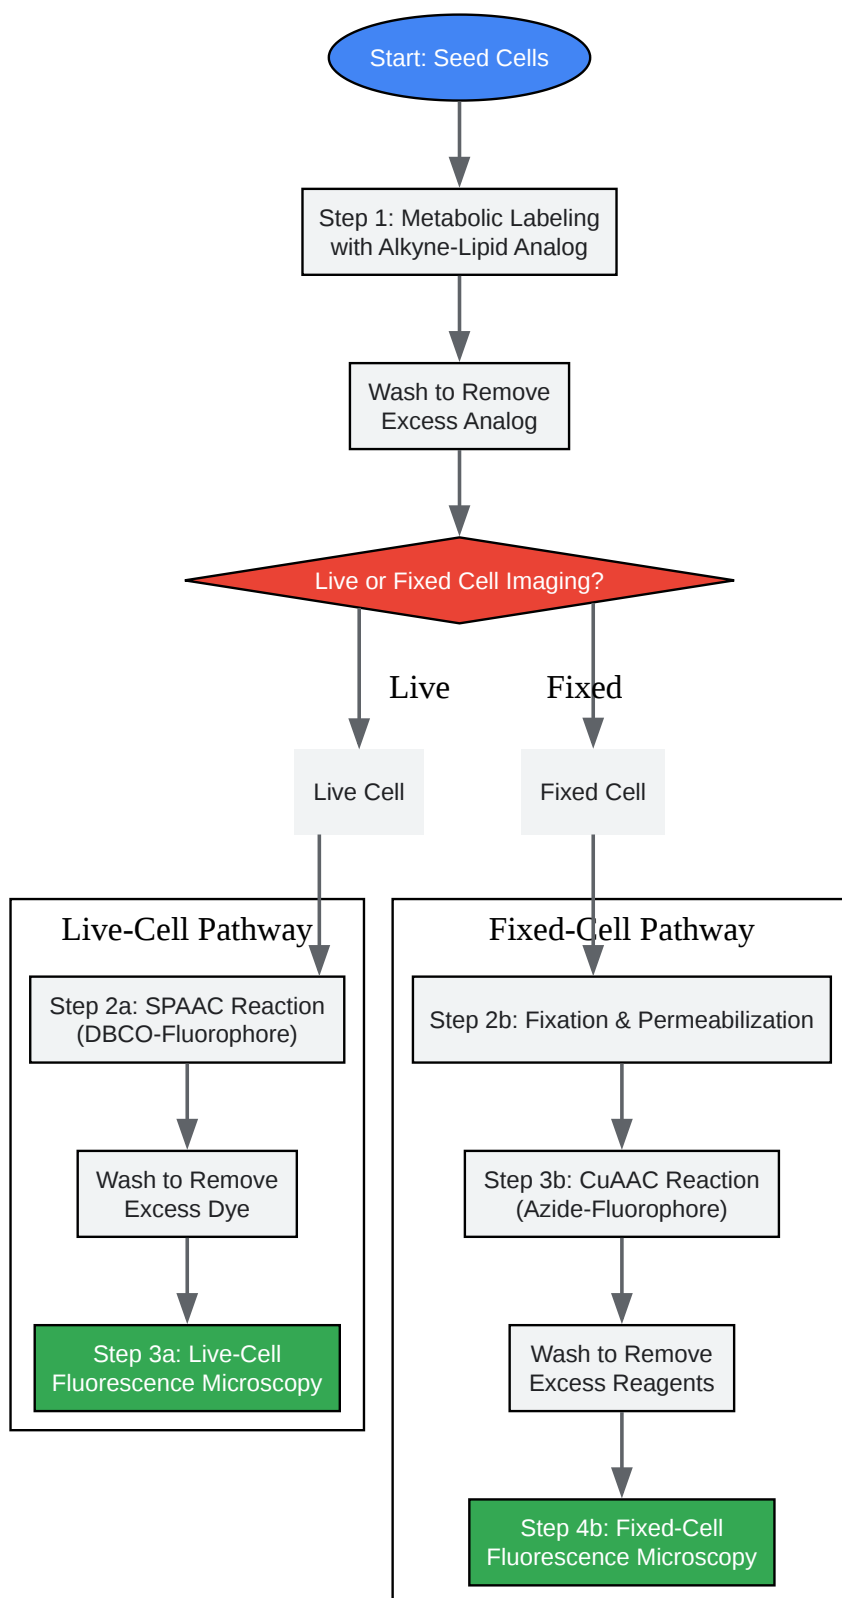 Start: Seed Cells
Step 1: Metabolic Labeling
with Alkyne-Lipid Analog
Wash to Remove
Excess Analog
Live or Fixed Cell Imaging?
Live
Fixed
Live Cell
Fixed Cell
Live-Cell Pathway
Step 2a: SPAAC Reaction
(DBCO-Fluorophore)
Wash to Remove
Excess Dye
Step 3a: Live-Cell
Fluorescence Microscopy
Fixed-Cell Pathway
Step 2b: Fixation & Permeabilization
Step 3b: CuAAC Reaction
(Azide-Fluorophore)
Wash to Remove
Excess Reagents
Step 4b: Fixed-Cell
Fluorescence Microscopy